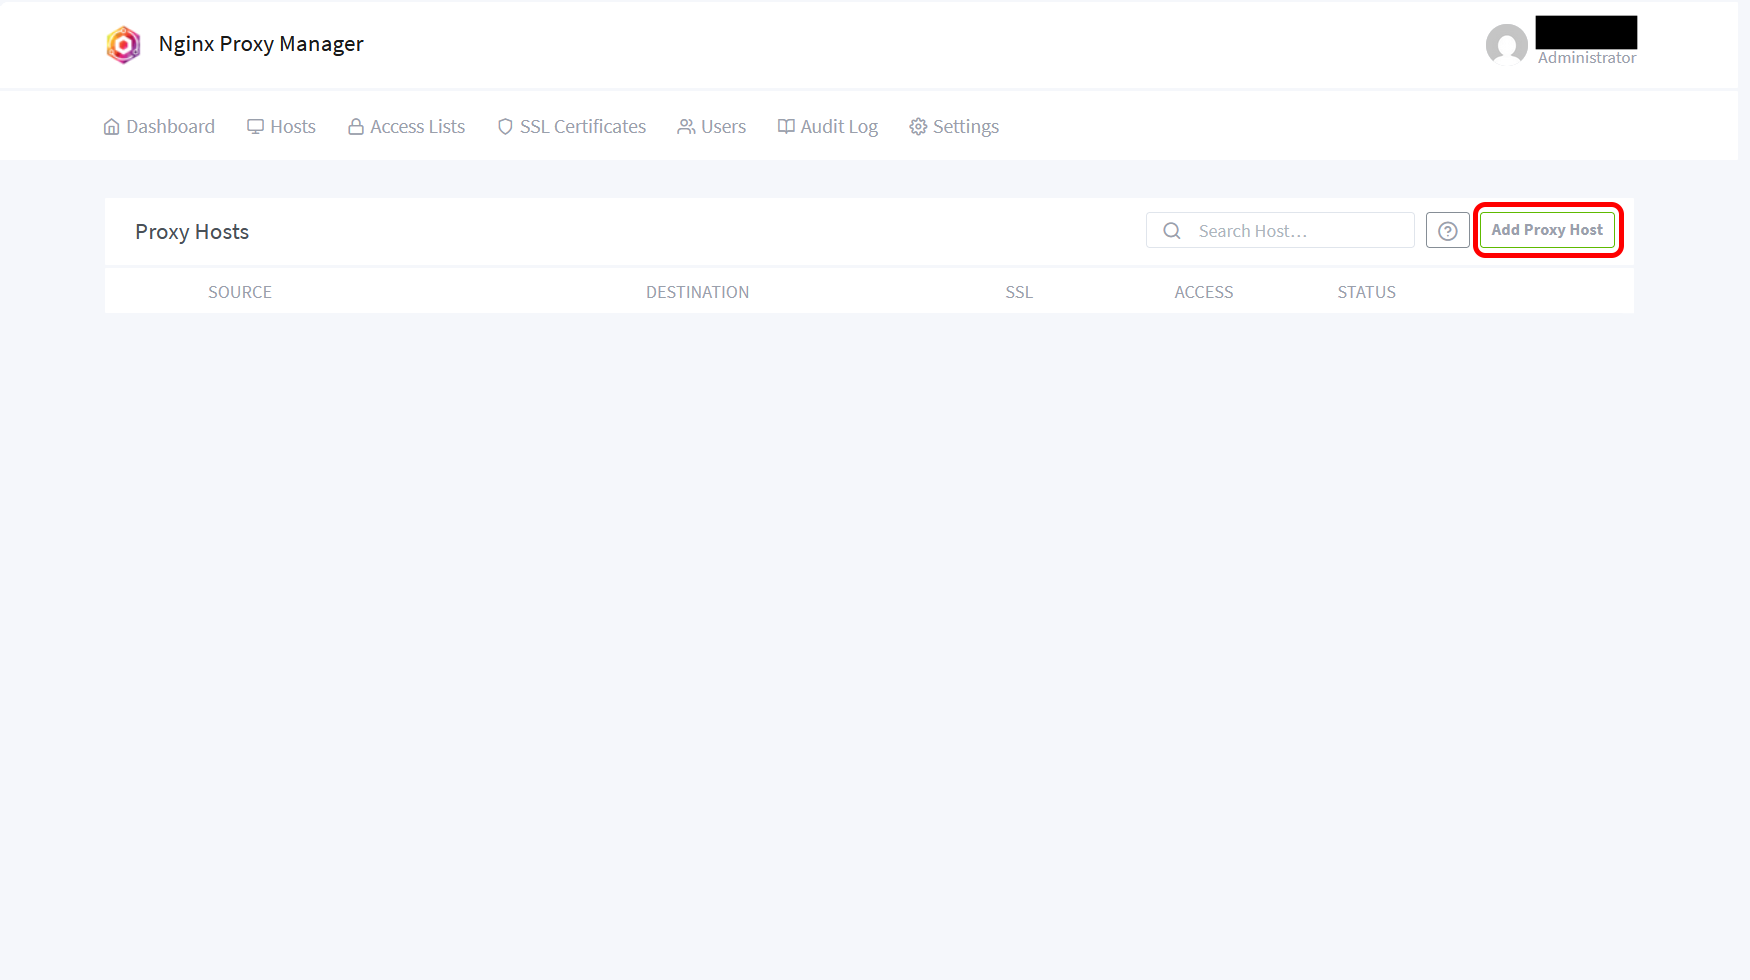 Nginx Proxy Manager
Administrator
Dashboard Hosts Access Lists SSL Certificates Users Audit Log Settings
Proxy Hosts Search Host... Add Proxy Host
SOURCE DESTINATION SSL ACCESS STATUS